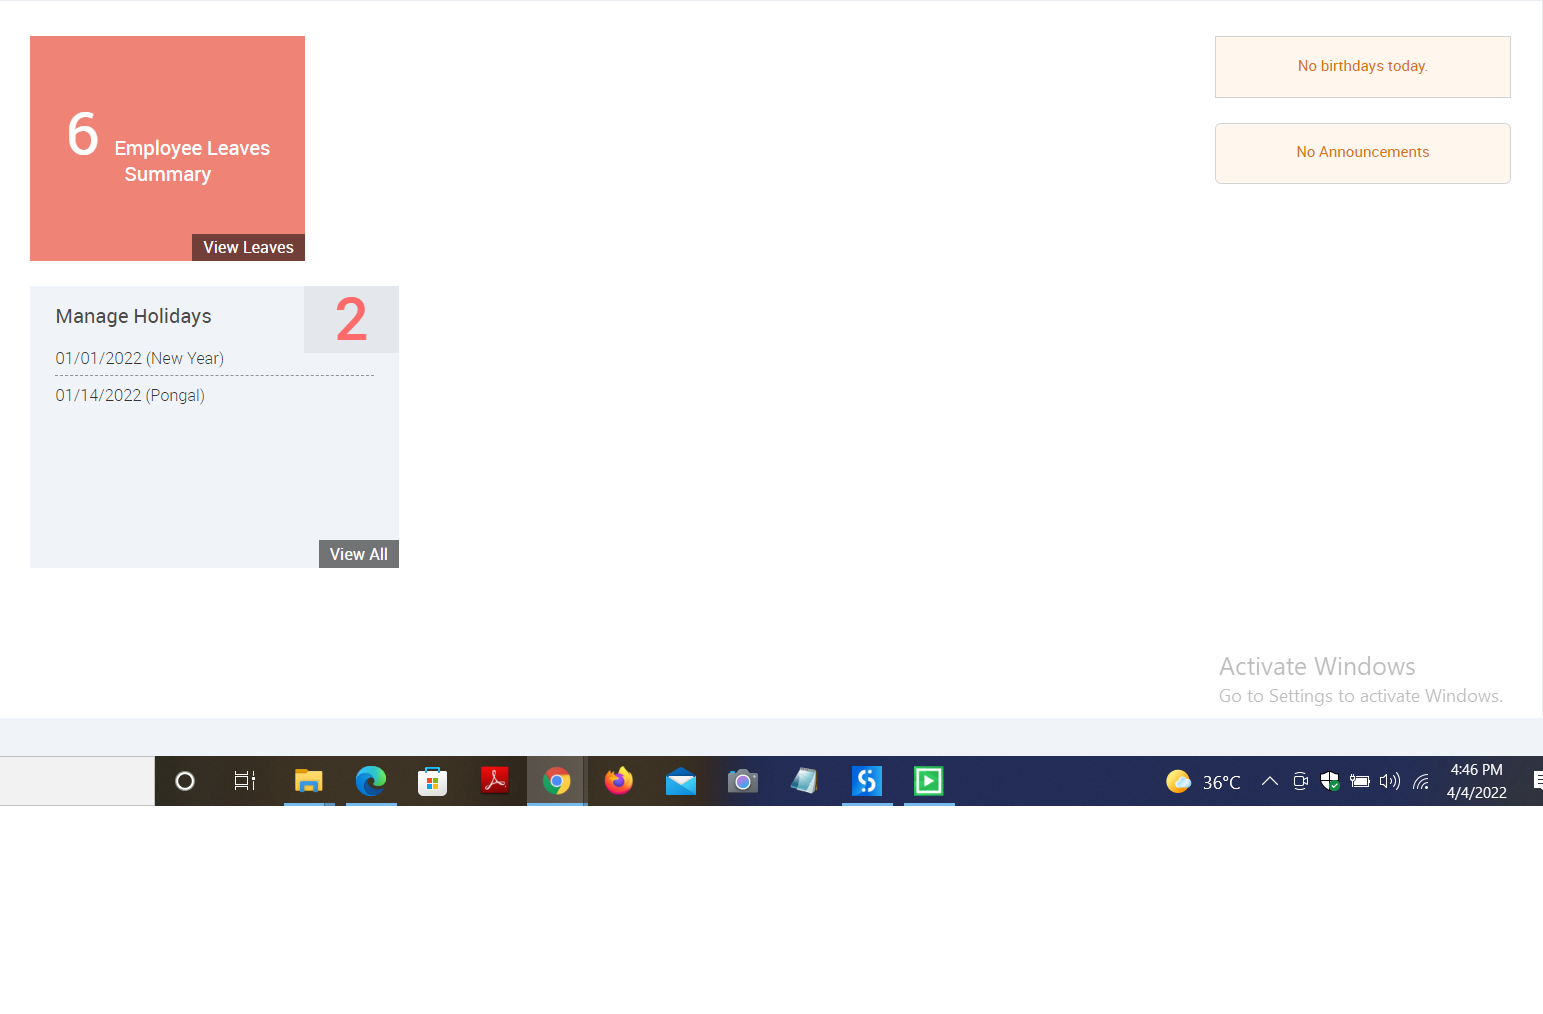 6 Employee Leaves
Summary
View Leaves
Manage Holidays
2
01/01/2022 (New Year)
01/14/2022 (Pongal)
View All
No birthdays today.
No Announcements
Activate Windows
Go to Settings to activate Windows.
36°C
4:46 PM
4/4/2022